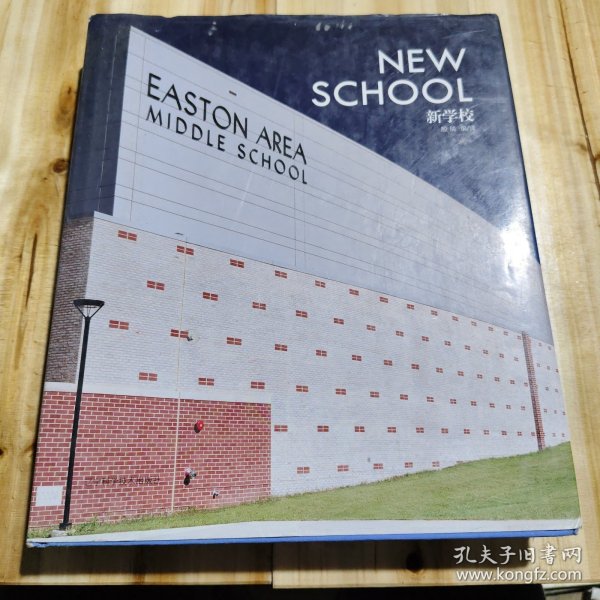 NEW
SCHOOL
新学校
EASTON AREA
MIDDLE SCHOOL
孔夫子旧书网
www.kongfz.com